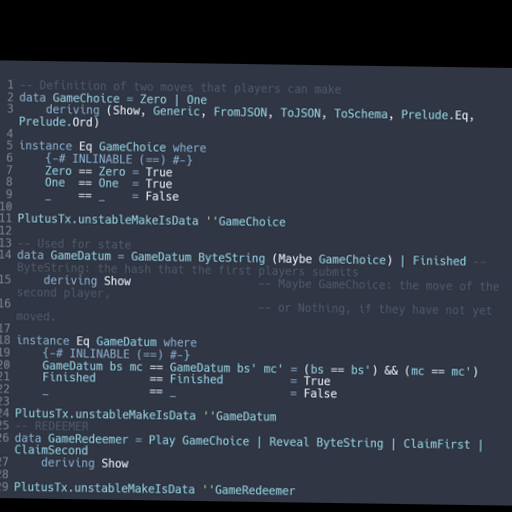 1 -- Definition of two moves that players can make
2 data GameChoice = Zero | One
3     deriving (Show, Generic, FromJSON, ToJSON, ToSchema, Prelude.Eq,
Prelude.Ord)
4
5 instance Eq GameChoice where
6     {-# INLINABLE (==) #-}
7     Zero == Zero = True
8     One  == One  = True
9     _    == _    = False
10
11 PlutusTx.unstableMakeIsData ''GameChoice
12
13 -- Used for state
14 data GameDatum = GameDatum ByteString (Maybe GameChoice) | Finished --
ByteString: the hash that the first players submits
15     deriving Show                   -- Maybe GameChoice: the move of the
second player,
16                                     -- or Nothing, if they have not yet
moved.
17
18 instance Eq GameDatum where
19     {-# INLINABLE (==) #-}
20     GameDatum bs mc == GameDatum bs' mc' = (bs == bs') && (mc == mc')
21     Finished        == Finished          = True
22     _               == _                 = False
23
24 PlutusTx.unstableMakeIsData ''GameDatum
25 -- REDEEMER
26 data GameRedeemer = Play GameChoice | Reveal ByteString | ClaimFirst |
ClaimSecond
27     deriving Show
28
29 PlutusTx.unstableMakeIsData ''GameRedeemer